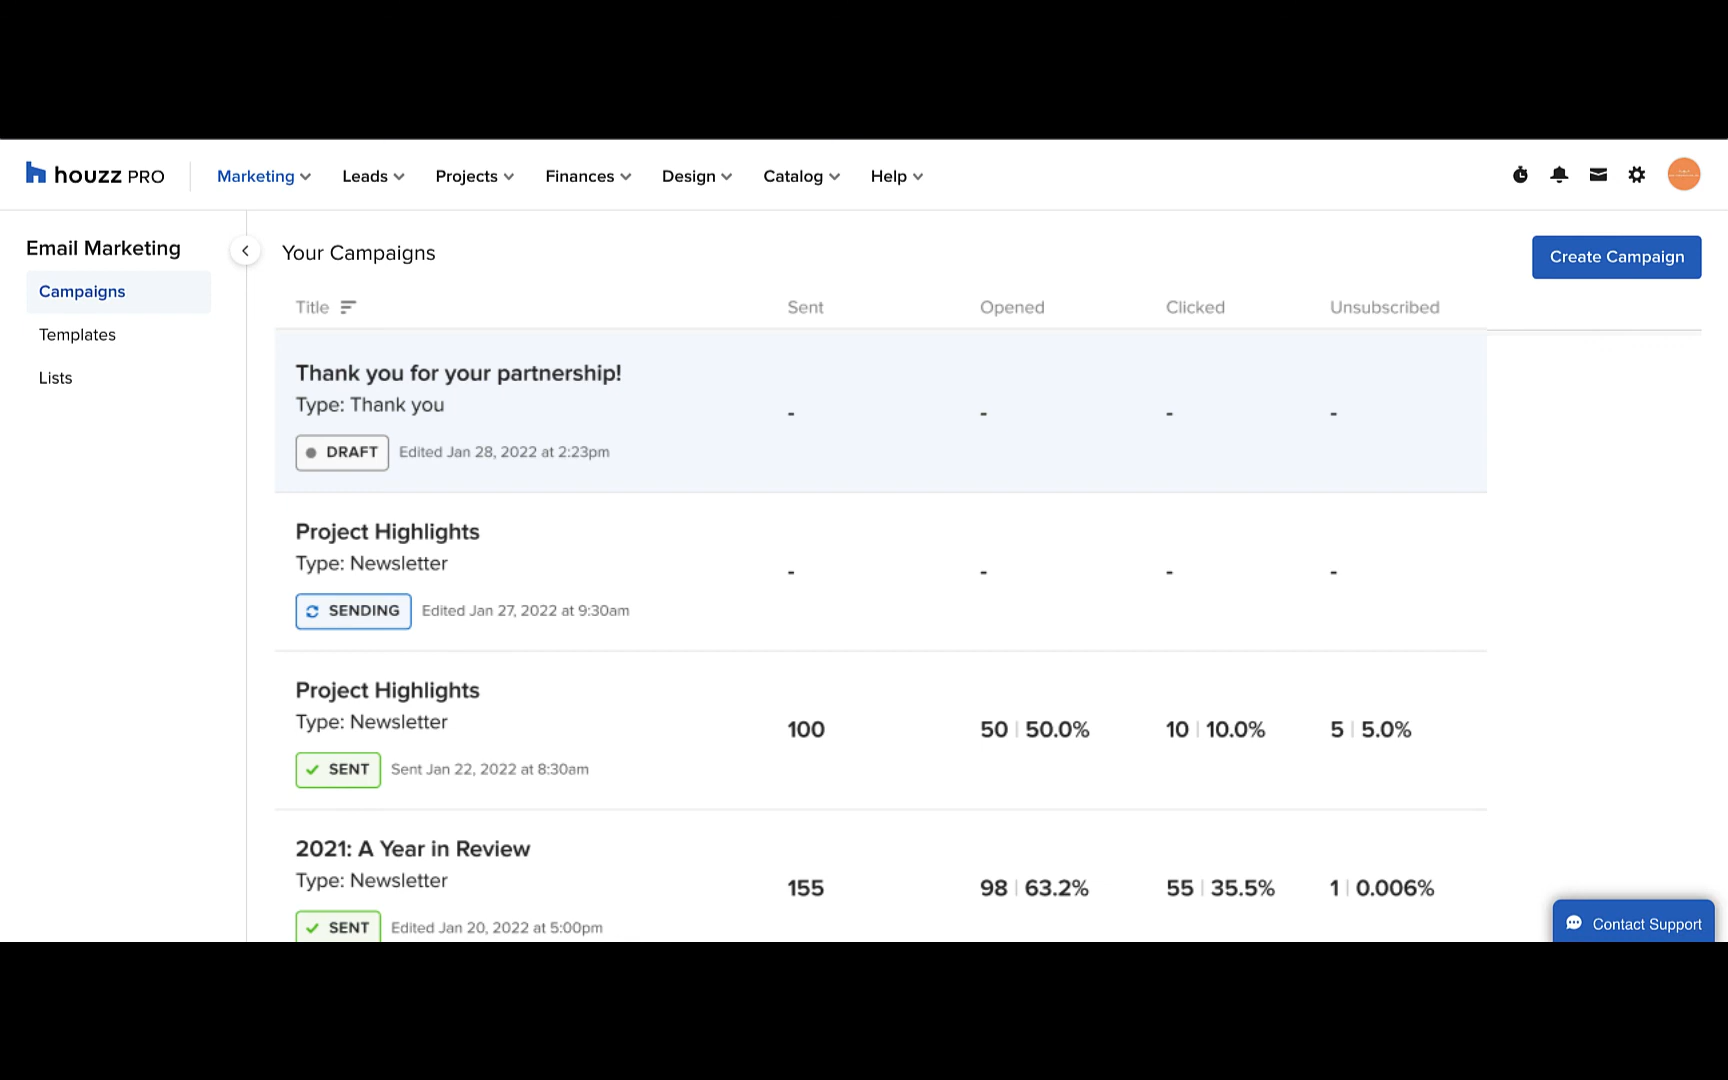 houzz PRO
Marketing
Leads
Projects
Finances
Design
Catalog
Help
Email Marketing
Campaigns
Templates
Lists
Your Campaigns
Create Campaign
Title Sent Opened Clicked Unsubscribed
Thank you for your partnership!
Type: Thank you
- - - -
DRAFT Edited Jan 28, 2022 at 2:23pm
Project Highlights
Type: Newsletter
- - - -
SENDING Edited Jan 27, 2022 at 9:30am
Project Highlights
Type: Newsletter
100 50 | 50.0% 10 | 10.0% 5 | 5.0%
SENT Sent Jan 22, 2022 at 8:30am
2021: A Year in Review
Type: Newsletter
155 98 | 63.2% 55 | 35.5% 1 | 0.006%
SENT Edited Jan 20, 2022 at 5:00pm
Contact Support